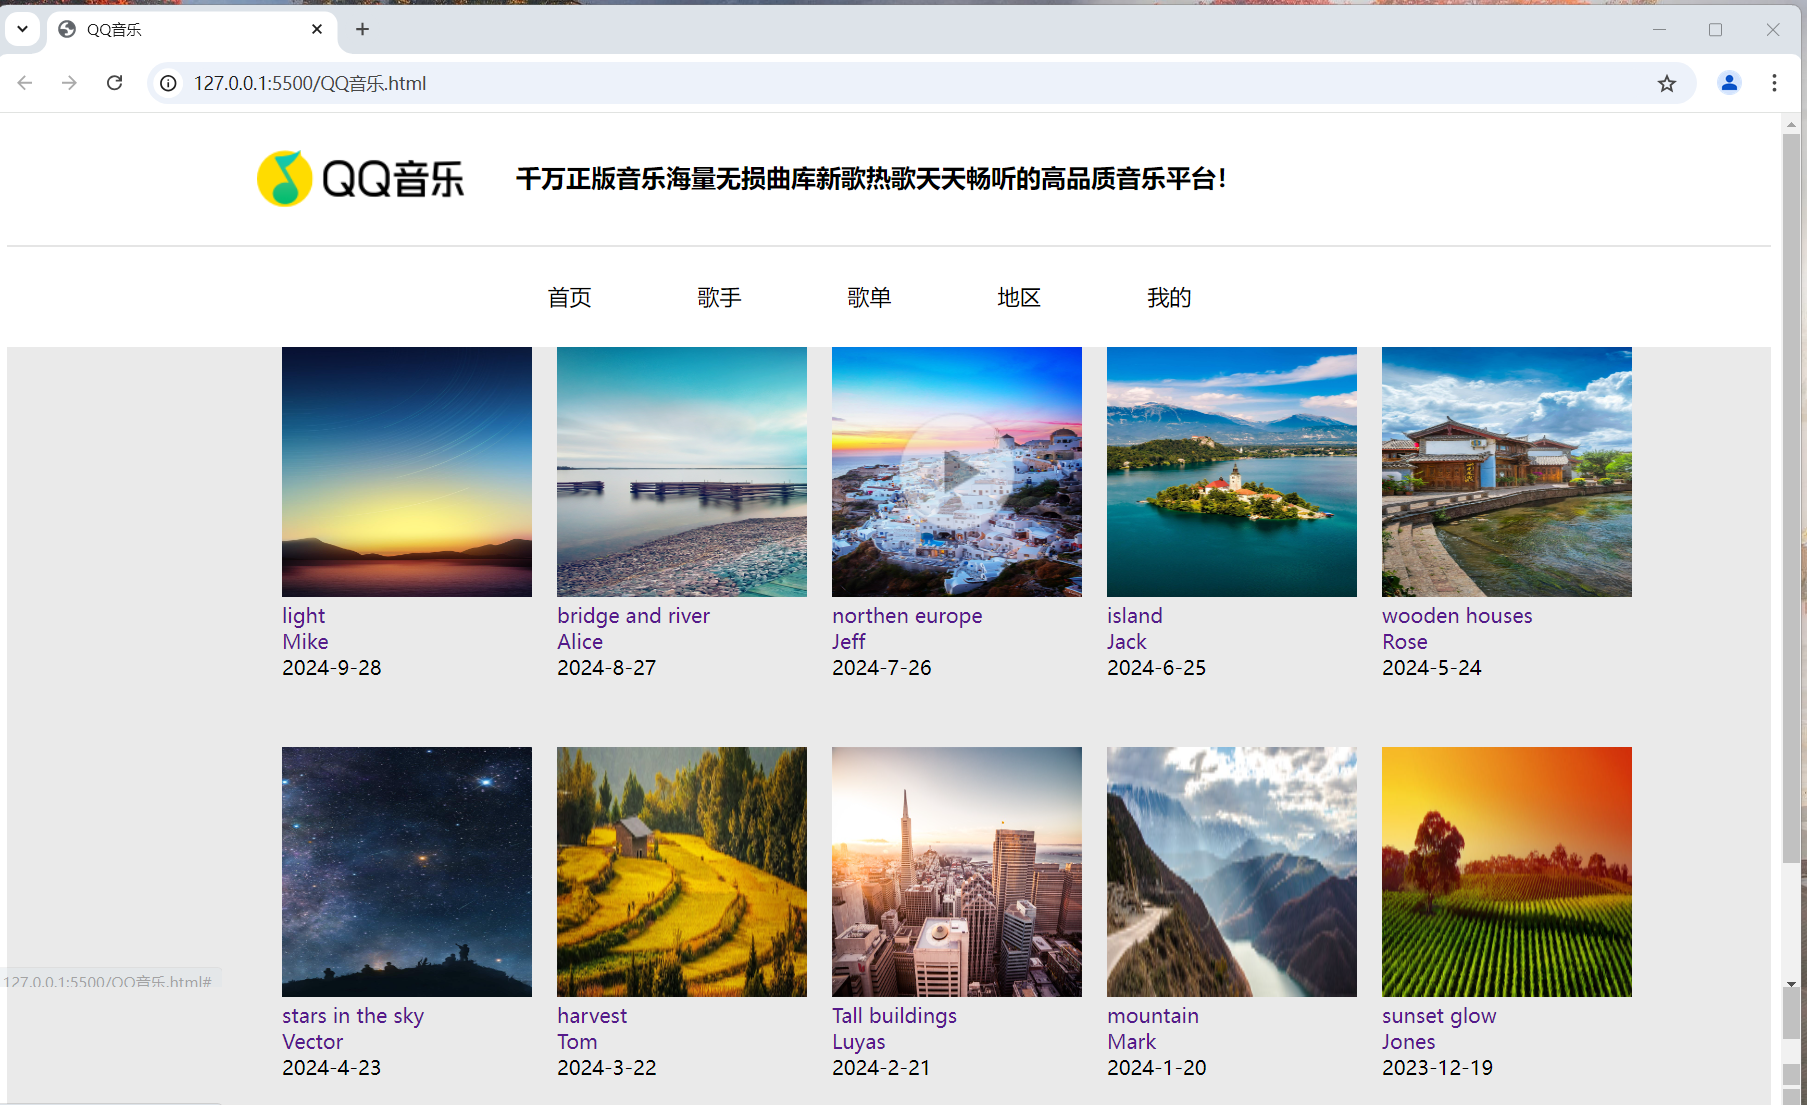 QQ音乐
127.0.0.1:5500/QQ音乐.html
QQ音乐
千万正版音乐海量无损曲库新歌热歌天天畅听的高品质音乐平台！
首页 歌手 歌单 地区 我的
light bridge and river northen europe island wooden houses
Mike Alice Jeff Jack Rose
2024-9-28 2024-8-27 2024-7-26 2024-6-25 2024-5-24
127.0.0.1:5500/QQ音乐.html#
stars in the sky harvest Tall buildings mountain sunset glow
Vector Tom Luyas Mark Jones
2024-4-23 2024-3-22 2024-2-21 2024-1-20 2023-12-19